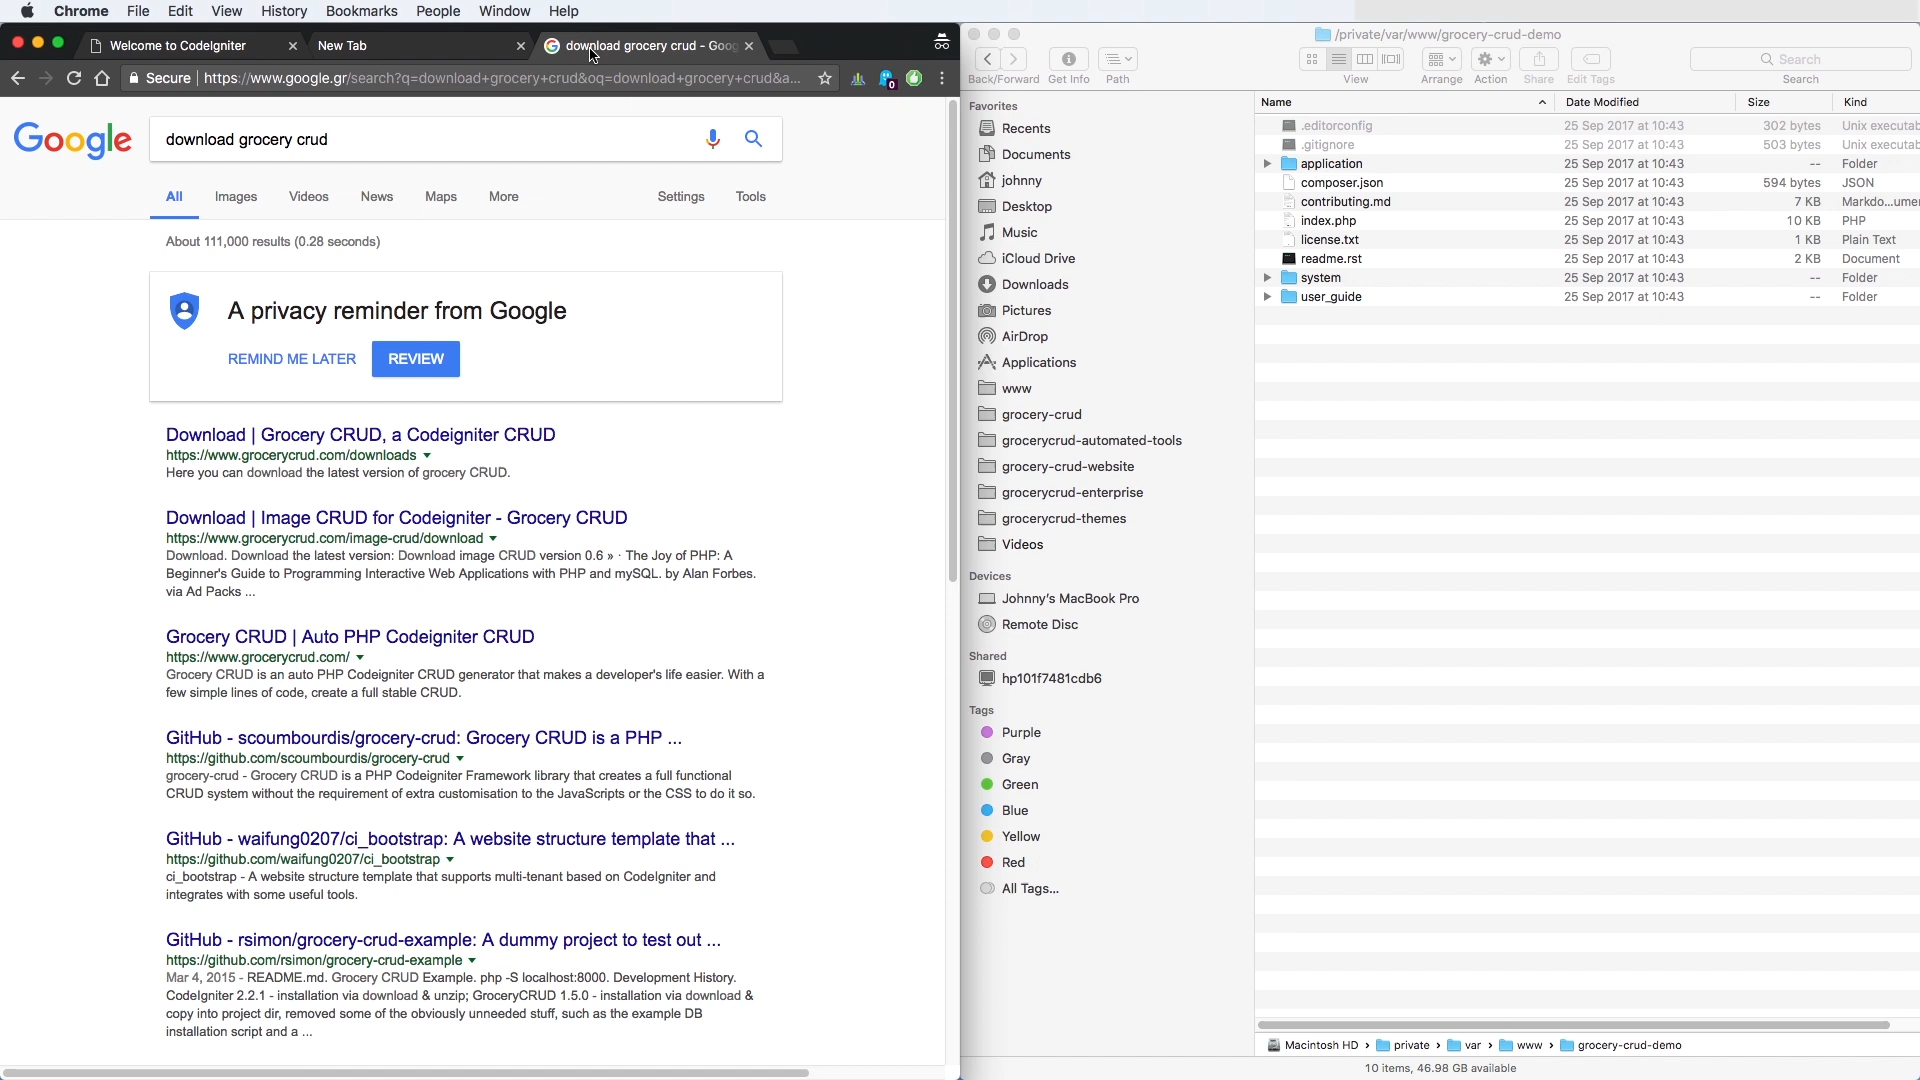 Chrome File Edit View History Bookmarks People Window Help
Welcome to CodeIgniter
New Tab
download grocery crud - Goog
Secure | https://www.google.gr/search?q=download+grocery+crud&oq=download+grocery+crud&a...
0
Google
download grocery crud
All Images Videos News Maps More Settings Tools
About 111,000 results (0.28 seconds)
A privacy reminder from Google
REMIND ME LATER REVIEW
Download | Grocery CRUD, a Codeigniter CRUD
https://www.grocerycrud.com/downloads
Here you can download the latest version of grocery CRUD.
Download | Image CRUD for Codeigniter - Grocery CRUD
https://www.grocerycrud.com/image-crud/download
Download. Download the latest version: Download image CRUD version 0.6 » · The Joy of PHP: A
Beginner's Guide to Programming Interactive Web Applications with PHP and mySQL. by Alan Forbes.
via Ad Packs ...
Grocery CRUD | Auto PHP Codeigniter CRUD
https://www.grocerycrud.com/
Grocery CRUD is an auto PHP Codeigniter CRUD generator that makes a developer's life easier. With a
few simple lines of code, create a full stable CRUD.
GitHub - scoumbourdis/grocery-crud: Grocery CRUD is a PHP ...
https://github.com/scoumbourdis/grocery-crud
grocery-crud - Grocery CRUD is a PHP Codeigniter Framework library that creates a full functional
CRUD system without the requirement of extra customisation to the JavaScripts or the CSS to do it so.
GitHub - waifung0207/ci_bootstrap: A website structure template that ...
https://github.com/waifung0207/ci_bootstrap
ci_bootstrap - A website structure template that supports multi-tenant based on CodeIgniter and
integrates with some useful tools.
GitHub - rsimon/grocery-crud-example: A dummy project to test out ...
https://github.com/rsimon/grocery-crud-example
Mar 4, 2015 - README.md. Grocery CRUD Example. php -S localhost:8000. Development History.
CodeIgniter 2.2.1 - installation via download & unzip; GroceryCRUD 1.5.0 - installation via download &
copy into project dir, removed some of the obviously unneeded stuff, such as the example DB
installation script and a ...
/private/var/www/grocery-crud-demo
Search
Back/Forward Get Info Path View Arrange Action Share Edit Tags Search
Favorites
Recents
Documents
johnny
Desktop
Music
iCloud Drive
Downloads
Pictures
AirDrop
Applications
www
grocery-crud
grocerycrud-automated-tools
grocery-crud-website
grocerycrud-enterprise
grocerycrud-themes
Videos
Devices
Johnny's MacBook Pro
Remote Disc
Shared
hp101f7481cdb6
Tags
Purple
Gray
Green
Blue
Yellow
Red
All Tags...
Name Date Modified Size Kind
.editorconfig 25 Sep 2017 at 10:43 302 bytes Unix executab
.gitignore 25 Sep 2017 at 10:43 503 bytes Unix executab
application 25 Sep 2017 at 10:43 -- Folder
composer.json 25 Sep 2017 at 10:43 594 bytes JSON
contributing.md 25 Sep 2017 at 10:43 7 KB Markdo...umen
index.php 25 Sep 2017 at 10:43 10 KB PHP
license.txt 25 Sep 2017 at 10:43 1 KB Plain Text
readme.rst 25 Sep 2017 at 10:43 2 KB Document
system 25 Sep 2017 at 10:43 -- Folder
user_guide 25 Sep 2017 at 10:43 -- Folder
Macintosh HD › private › var › www › grocery-crud-demo
10 items, 46.98 GB available